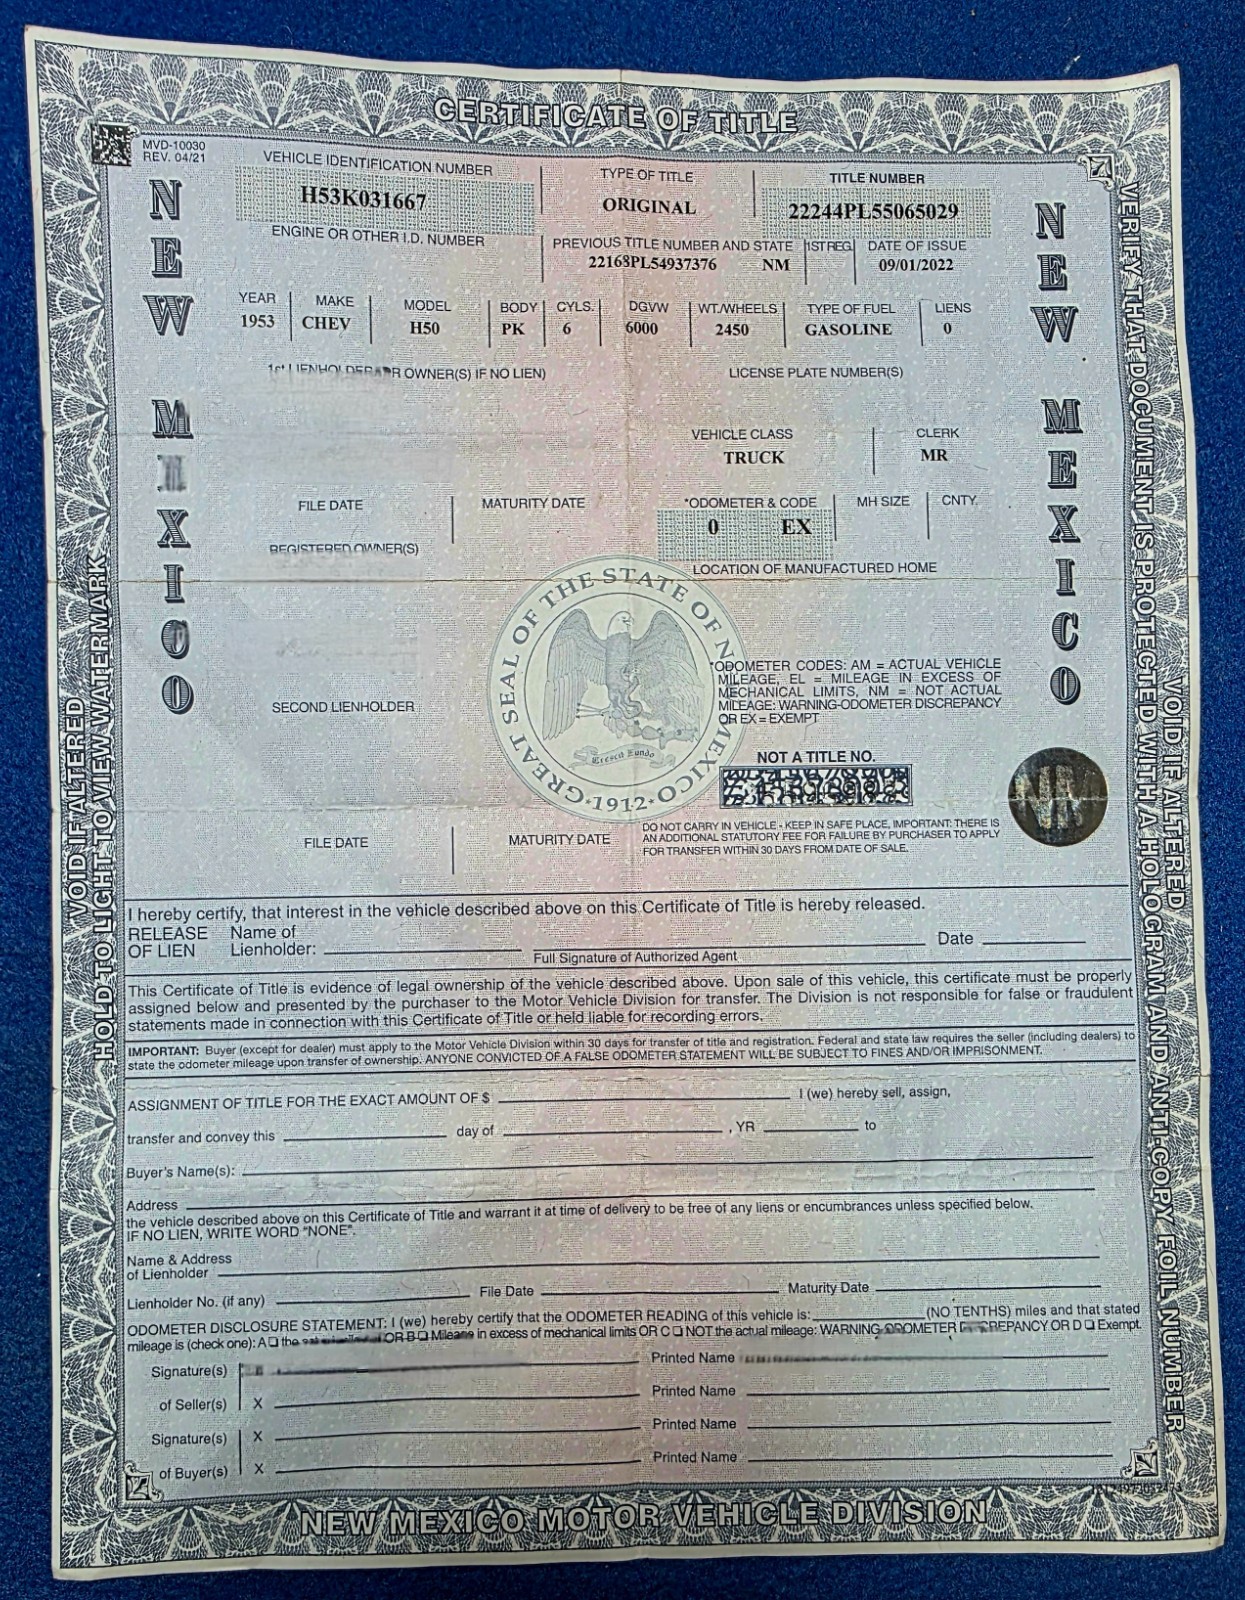 CERTIFICATE OF TITLE
MVD-10030
REV. 04/21
VEHICLE IDENTIFICATION NUMBER
H53K031667
TYPE OF TITLE
ORIGINAL
TITLE NUMBER
22244PL55065029
ENGINE OR OTHER I.D. NUMBER
PREVIOUS TITLE NUMBER AND STATE
22168PL54937376 NM
1ST REG.
DATE OF ISSUE
09/01/2022
YEAR MAKE MODEL BODY CYLS. DGVW WT./WHEELS TYPE OF FUEL LIENS
1953 CHEV H50 PK 6 6000 2450 GASOLINE 0
1st LIENHOLDER OR OWNER(S) IF NO LIEN)
LICENSE PLATE NUMBER(S)
VEHICLE CLASS CLERK
TRUCK MR
FILE DATE MATURITY DATE
*ODOMETER & CODE MH SIZE CNTY.
0 EX
REGISTERED OWNER(S)
LOCATION OF MANUFACTURED HOME
NEW MEXICO
NEW MEXICO
GREAT SEAL OF THE STATE OF NEW MEXICO
Crescit Eundo
•1912•
*ODOMETER CODES: AM = ACTUAL VEHICLE
MILEAGE, EL = MILEAGE IN EXCESS OF
MECHANICAL LIMITS, NM = NOT ACTUAL
MILEAGE: WARNING-ODOMETER DISCREPANCY
OR EX = EXEMPT
SECOND LIENHOLDER
NOT A TITLE NO.
FILE DATE MATURITY DATE
DO NOT CARRY IN VEHICLE - KEEP IN SAFE PLACE, IMPORTANT: THERE IS
AN ADDITIONAL STATUTORY FEE FOR FAILURE BY PURCHASER TO APPLY
FOR TRANSFER WITHIN 30 DAYS FROM DATE OF SALE.
I hereby certify, that interest in the vehicle described above on this Certificate of Title is hereby released.
RELEASE Name of
OF LIEN Lienholder: Date
Full Signature of Authorized Agent
This Certificate of Title is evidence of legal ownership of the vehicle described above. Upon sale of this vehicle, this certificate must be properly
assigned below and presented by the purchaser to the Motor Vehicle Division for transfer. The Division is not responsible for false or fraudulent
statements made in connection with this Certificate of Title or held liable for recording errors.
IMPORTANT: Buyer (except for dealer) must apply to the Motor Vehicle Division within 30 days for transfer of title and registration. Federal and state law requires the seller (including dealers) to
state the odometer mileage upon transfer of ownership. ANYONE CONVICTED OF A FALSE ODOMETER STATEMENT WILL BE SUBJECT TO FINES AND/OR IMPRISONMENT.
ASSIGNMENT OF TITLE FOR THE EXACT AMOUNT OF $ I (we) hereby sell, assign,
transfer and convey this day of , YR to
Buyer's Name(s):
Address
the vehicle described above on this Certificate of Title and warrant it at time of delivery to be free of any liens or encumbrances unless specified below.
IF NO LIEN, WRITE WORD "NONE".
Name & Address
of Lienholder
Lienholder No. (if any) File Date Maturity Date
ODOMETER DISCLOSURE STATEMENT: I (we) hereby certify that the ODOMETER READING of this vehicle is: (NO TENTHS) miles and that stated
mileage is (check one): A☐ the OR B☐ Mileage in excess of mechanical limits OR C☐ NOT the actual mileage: WARNING-ODOMETER DISCREPANCY OR D☐ Exempt.
Signature(s) Printed Name
of Seller(s) X Printed Name
Signature(s) X Printed Name
of Buyer(s) X Printed Name
NEW MEXICO MOTOR VEHICLE DIVISION
VOID IF ALTERED
HOLD TO LIGHT TO VIEW WATERMARK
VOID IF ALTERED
VERIFY THAT DOCUMENT IS PROTECTED WITH A HOLOGRAM AND ANTI-COPY FOIL NUMBER